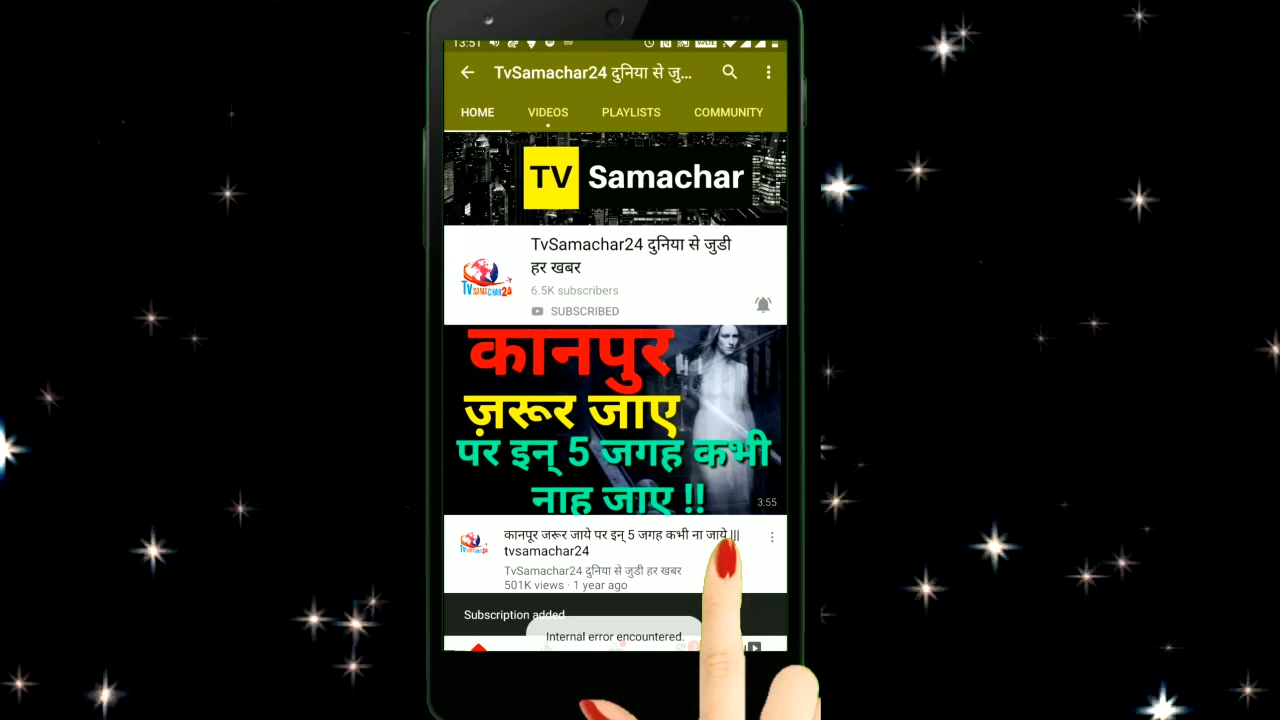 13:51
TvSamachar24 दुनिया से जु...
HOME VIDEOS PLAYLISTS COMMUNITY
TV Samachar
TvSamachar24 दुनिया से जुडी
हर खबर
6.5K subscribers
SUBSCRIBED
TV SAMACHAR24
कानपुर
ज़रूर जाए
पर इन् 5 जगह कभी
नाह जाए !!
3:55
कानपूर जरूर जाये पर इन् 5 जगह कभी ना जाये |||
tvsamachar24
TvSamachar24 दुनिया से जुडी हर खबर
501K views · 1 year ago
Subscription added
Internal error encountered.